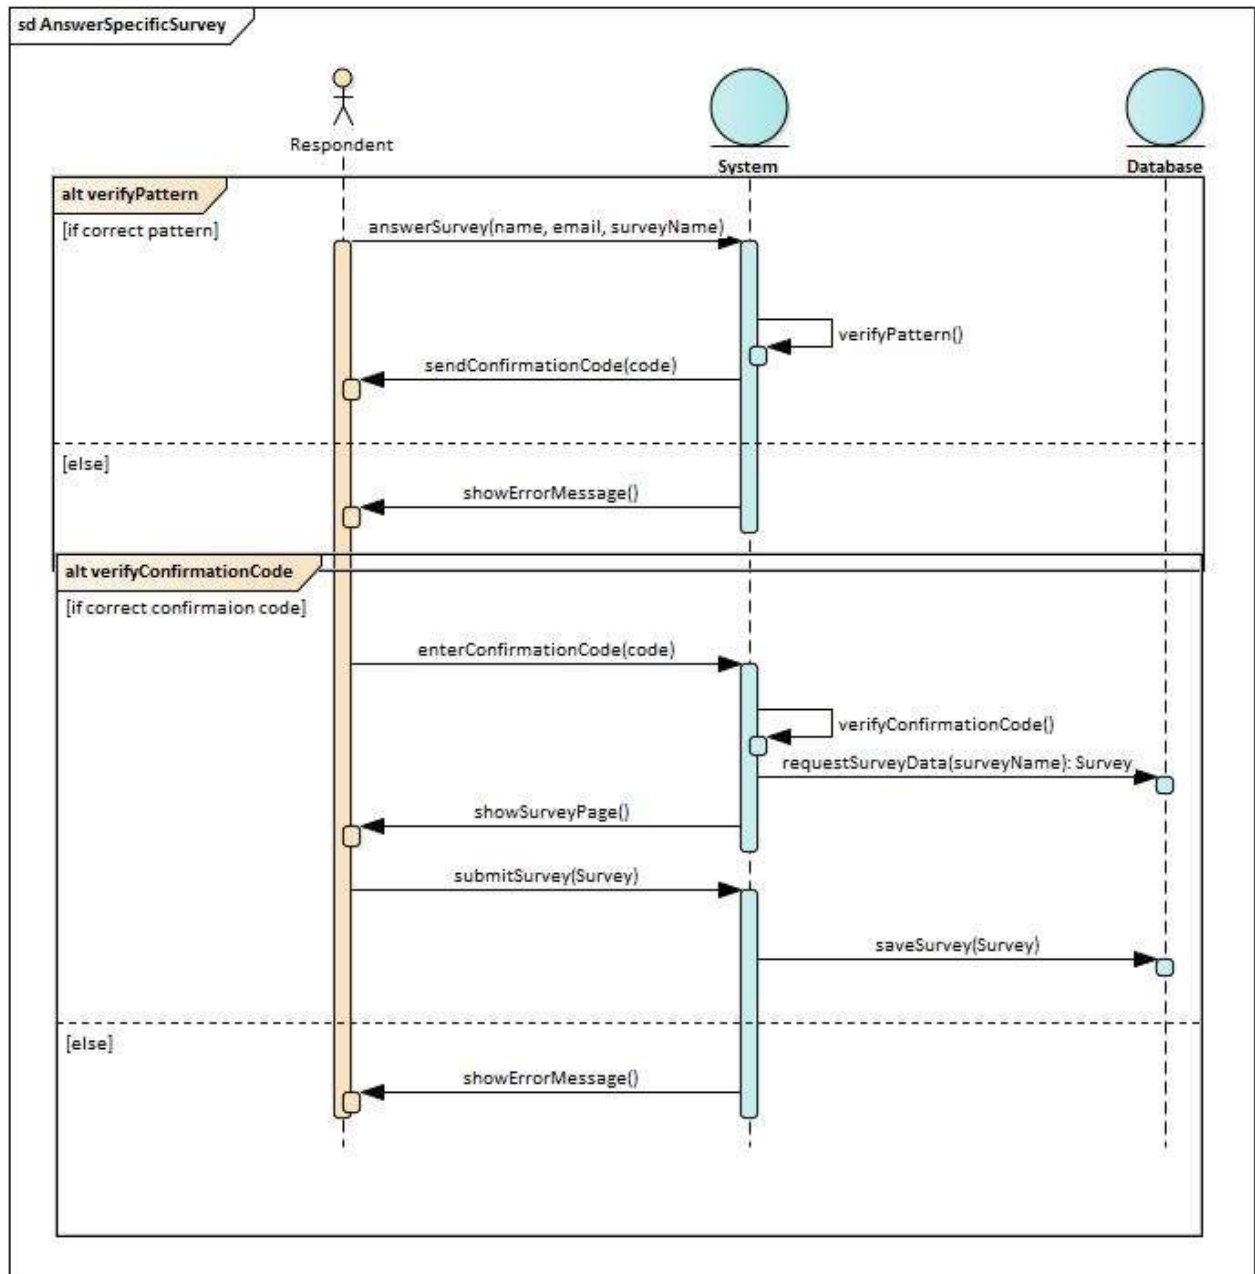 sd AnswerSpecificSurvey
Respondent
System
Database
alt verifyPattern
[if correct pattern]
answerSurvey(name, email, surveyName)
verifyPattern()
sendConfirmationCode(code)
[else]
showErrorMessage()
alt verifyConfirmationCode
[if correct confirmaion code]
enterConfirmationCode(code)
verifyConfirmationCode()
requestSurveyData(surveyName): Survey
showSurveyPage()
submitSurvey(Survey)
saveSurvey(Survey)
[else]
showErrorMessage()